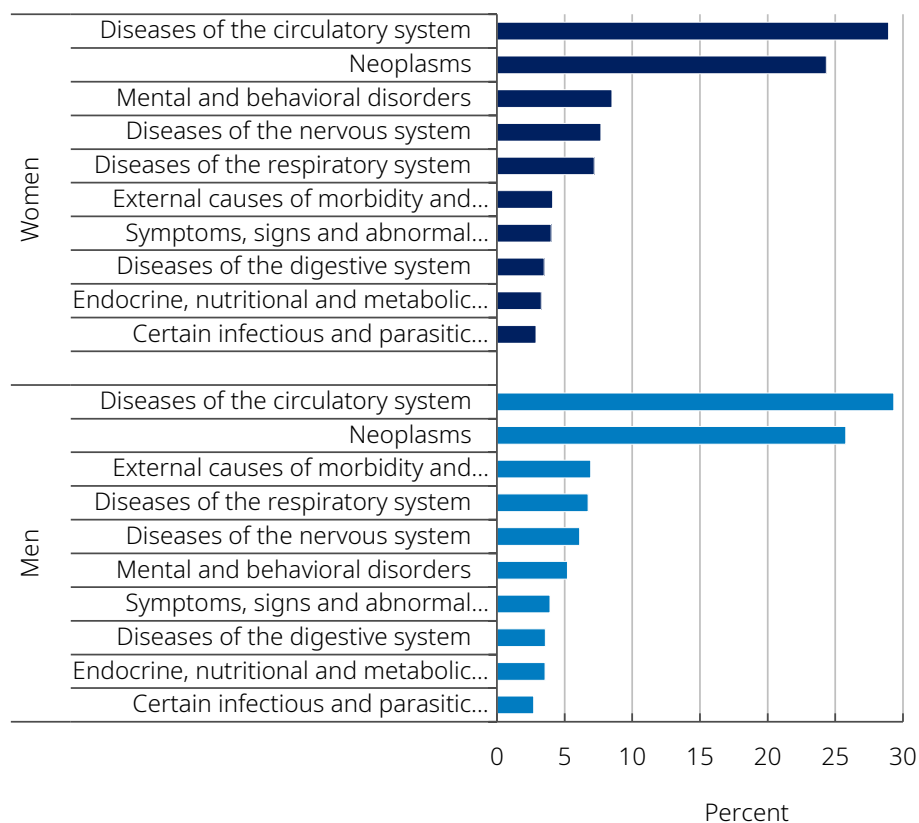 Women
Diseases of the circulatory system
Neoplasms
Mental and behavioral disorders
Diseases of the nervous system
Diseases of the respiratory system
External causes of morbidity and...
Symptoms, signs and abnormal...
Diseases of the digestive system
Endocrine, nutritional and metabolic...
Certain infectious and parasitic...
Men
Diseases of the circulatory system
Neoplasms
External causes of morbidity and...
Diseases of the respiratory system
Diseases of the nervous system
Mental and behavioral disorders
Symptoms, signs and abnormal...
Diseases of the digestive system
Endocrine, nutritional and metabolic...
Certain infectious and parasitic...
0 5 10 15 20 25 30
Percent